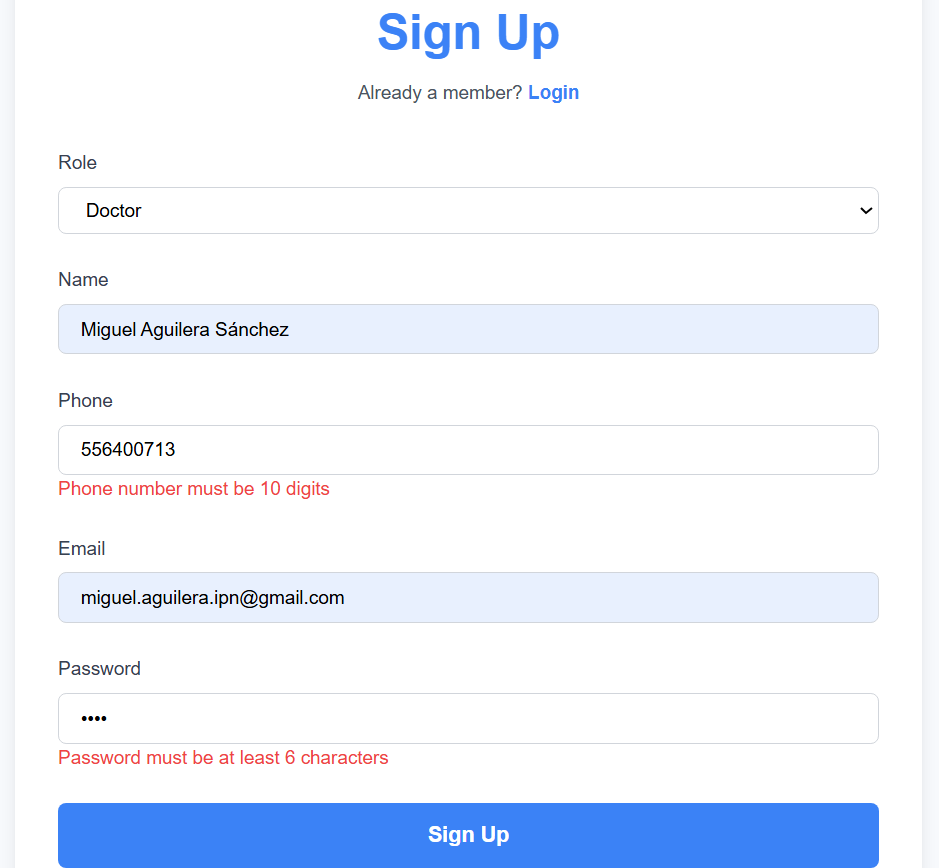 Sign Up
Already a member? Login
Role
Doctor
Name
Miguel Aguilera Sánchez
Phone
556400713
Phone number must be 10 digits
Email
miguel.aguilera.ipn@gmail.com
Password
••••
Password must be at least 6 characters
Sign Up